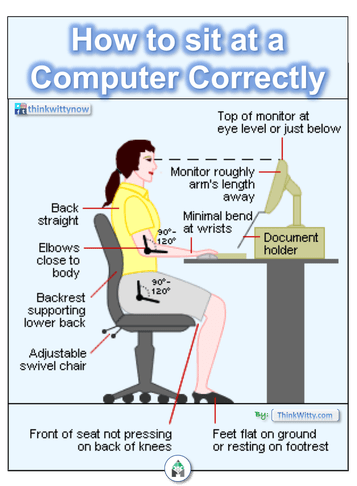 How to sit at a
Computer Correctly
thinkwittynow
Top of monitor at
eye level or just below
Monitor roughly
arm's length
away
Back
straight
Minimal bend
at wrists
90°-
120°
Document
holder
Elbows
close to
body
90°-
120°
Backrest
supporting
lower back
Adjustable
swivel chair
By: ThinkWitty.com
Front of seat not pressing
on back of knees
Feet flat on ground
or resting on footrest